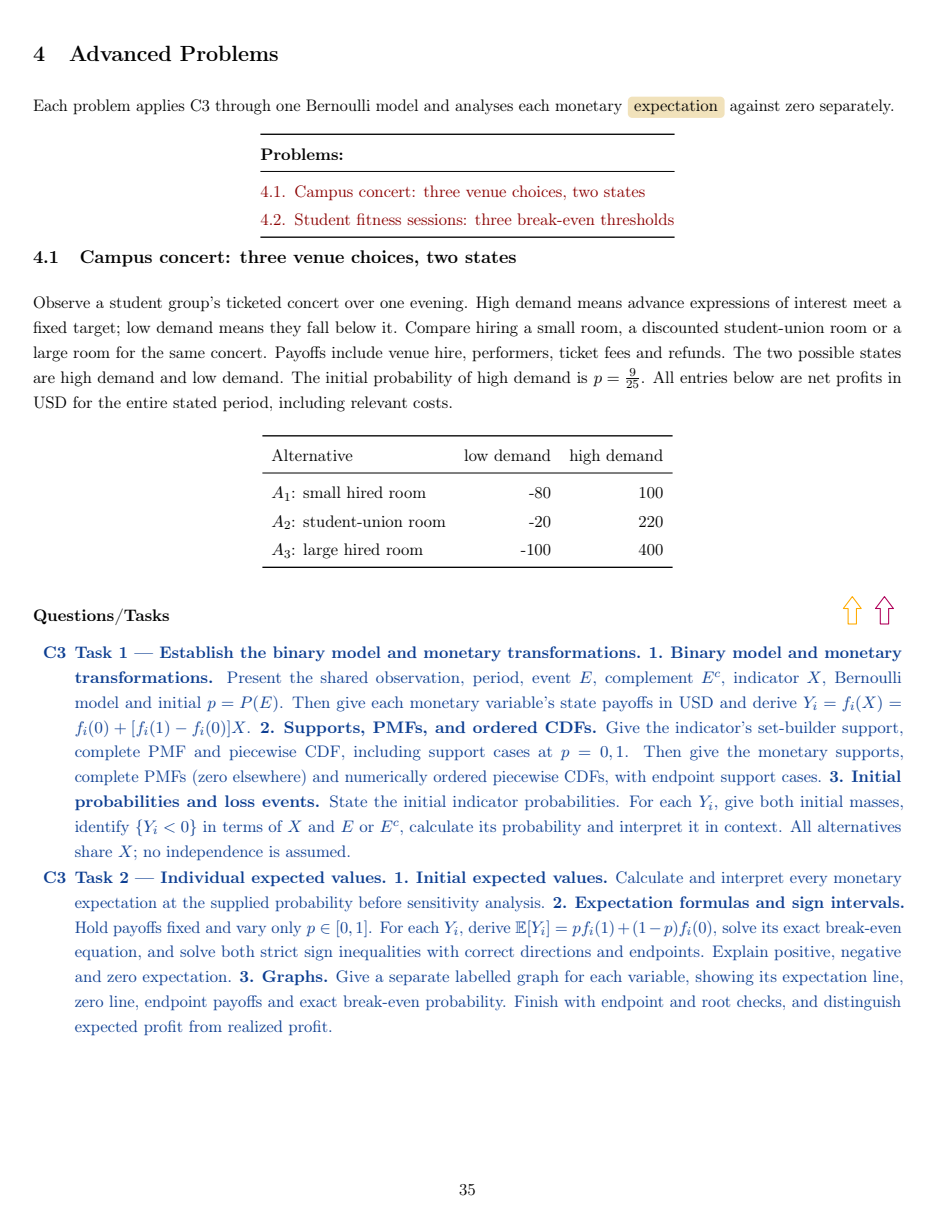 4 Advanced Problems
Each problem applies C3 through one Bernoulli model and analyses each monetary expectation against zero separately.
Problems:
4.1. Campus concert: three venue choices, two states
4.2. Student fitness sessions: three break-even thresholds
4.1 Campus concert: three venue choices, two states
Observe a student group's ticketed concert over one evening. High demand means advance expressions of interest meet a
fixed target; low demand means they fall below it. Compare hiring a small room, a discounted student-union room or a
large room for the same concert. Payoffs include venue hire, performers, ticket fees and refunds. The two possible states
are high demand and low demand. The initial probability of high demand is p = 9/25. All entries below are net profits in
USD for the entire stated period, including relevant costs.
Alternative low demand high demand
A₁: small hired room -80 100
A₂: student-union room -20 220
A₃: large hired room -100 400
Questions/Tasks
C3 Task 1 — Establish the binary model and monetary transformations. 1. Binary model and monetary
transformations. Present the shared observation, period, event E, complement Eᶜ, indicator X, Bernoulli
model and initial p = P(E). Then give each monetary variable's state payoffs in USD and derive Yᵢ = fᵢ(X) =
fᵢ(0) + [fᵢ(1) − fᵢ(0)]X. 2. Supports, PMFs, and ordered CDFs. Give the indicator's set-builder support,
complete PMF and piecewise CDF, including support cases at p = 0, 1. Then give the monetary supports,
complete PMFs (zero elsewhere) and numerically ordered piecewise CDFs, with endpoint support cases. 3. Initial
probabilities and loss events. State the initial indicator probabilities. For each Yᵢ, give both initial masses,
identify {Yᵢ < 0} in terms of X and E or Eᶜ, calculate its probability and interpret it in context. All alternatives
share X; no independence is assumed.
C3 Task 2 — Individual expected values. 1. Initial expected values. Calculate and interpret every monetary
expectation at the supplied probability before sensitivity analysis. 2. Expectation formulas and sign intervals.
Hold payoffs fixed and vary only p ∈ [0, 1]. For each Yᵢ, derive 𝔼[Yᵢ] = pfᵢ(1)+(1−p)fᵢ(0), solve its exact break-even
equation, and solve both strict sign inequalities with correct directions and endpoints. Explain positive, negative
and zero expectation. 3. Graphs. Give a separate labelled graph for each variable, showing its expectation line,
zero line, endpoint payoffs and exact break-even probability. Finish with endpoint and root checks, and distinguish
expected profit from realized profit.
35